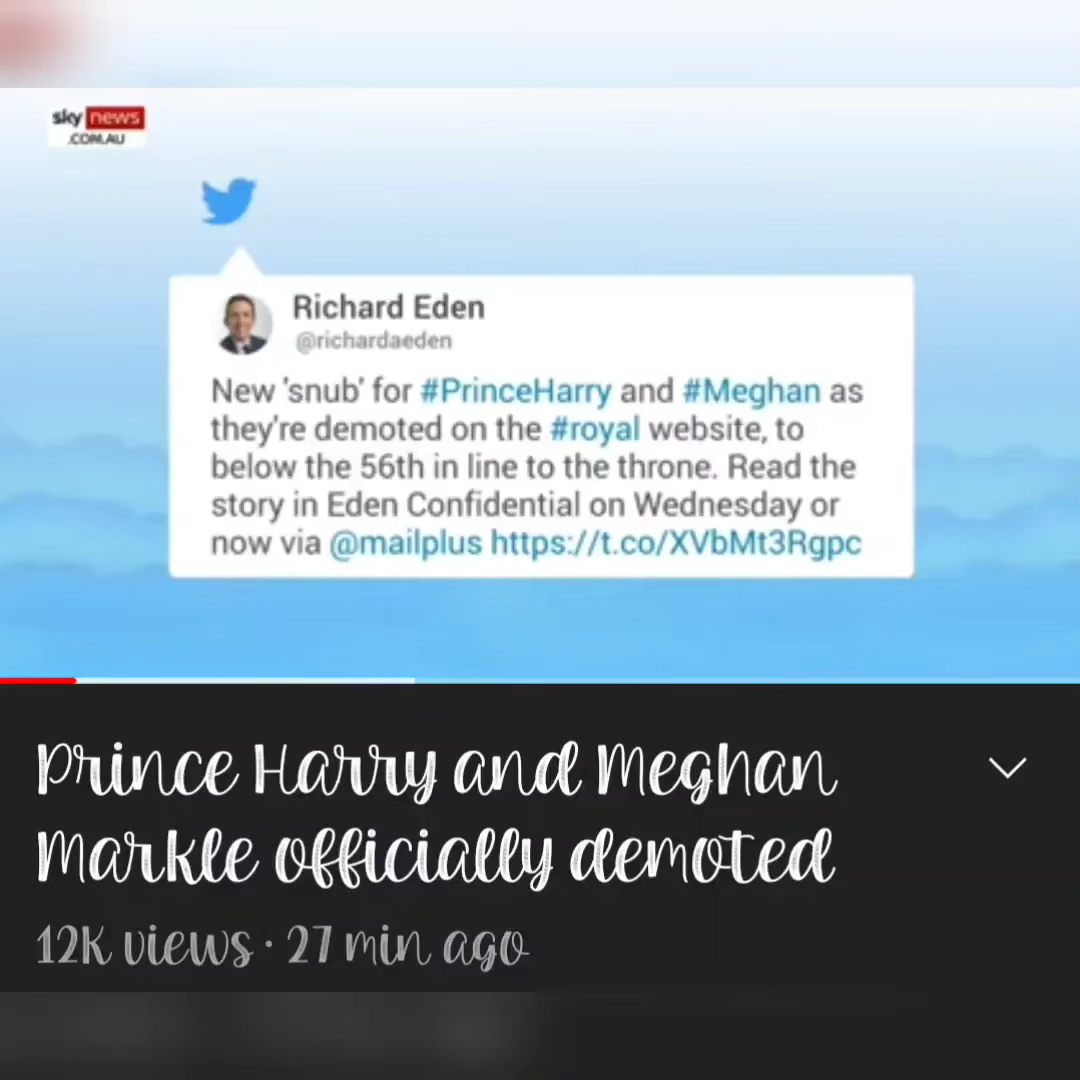 sky news
.COM.AU
Richard Eden
@richardaeden
New 'snub' for #PrinceHarry and #Meghan as
they're demoted on the #royal website, to
below the 56th in line to the throne. Read the
story in Eden Confidential on Wednesday or
now via @mailplus https://t.co/XVbMt3Rgpc
Prince Harry and Meghan
Markle officially demoted
12K views · 27 min ago